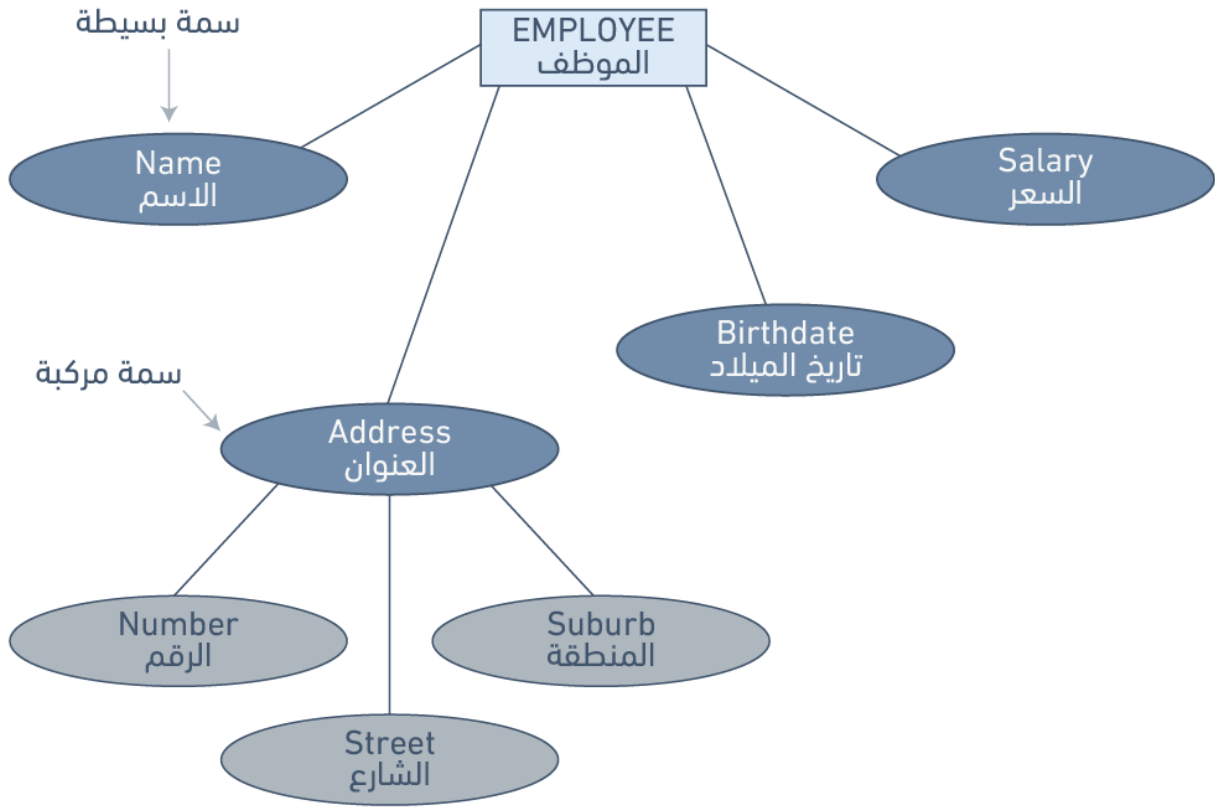 سمة بسيطة
EMPLOYEE
الموظف
Name
الاسم
Salary
السعر
Birthdate
تاريخ الميلاد
سمة مركبة
Address
العنوان
Number
الرقم
Suburb
المنطقة
Street
الشارع